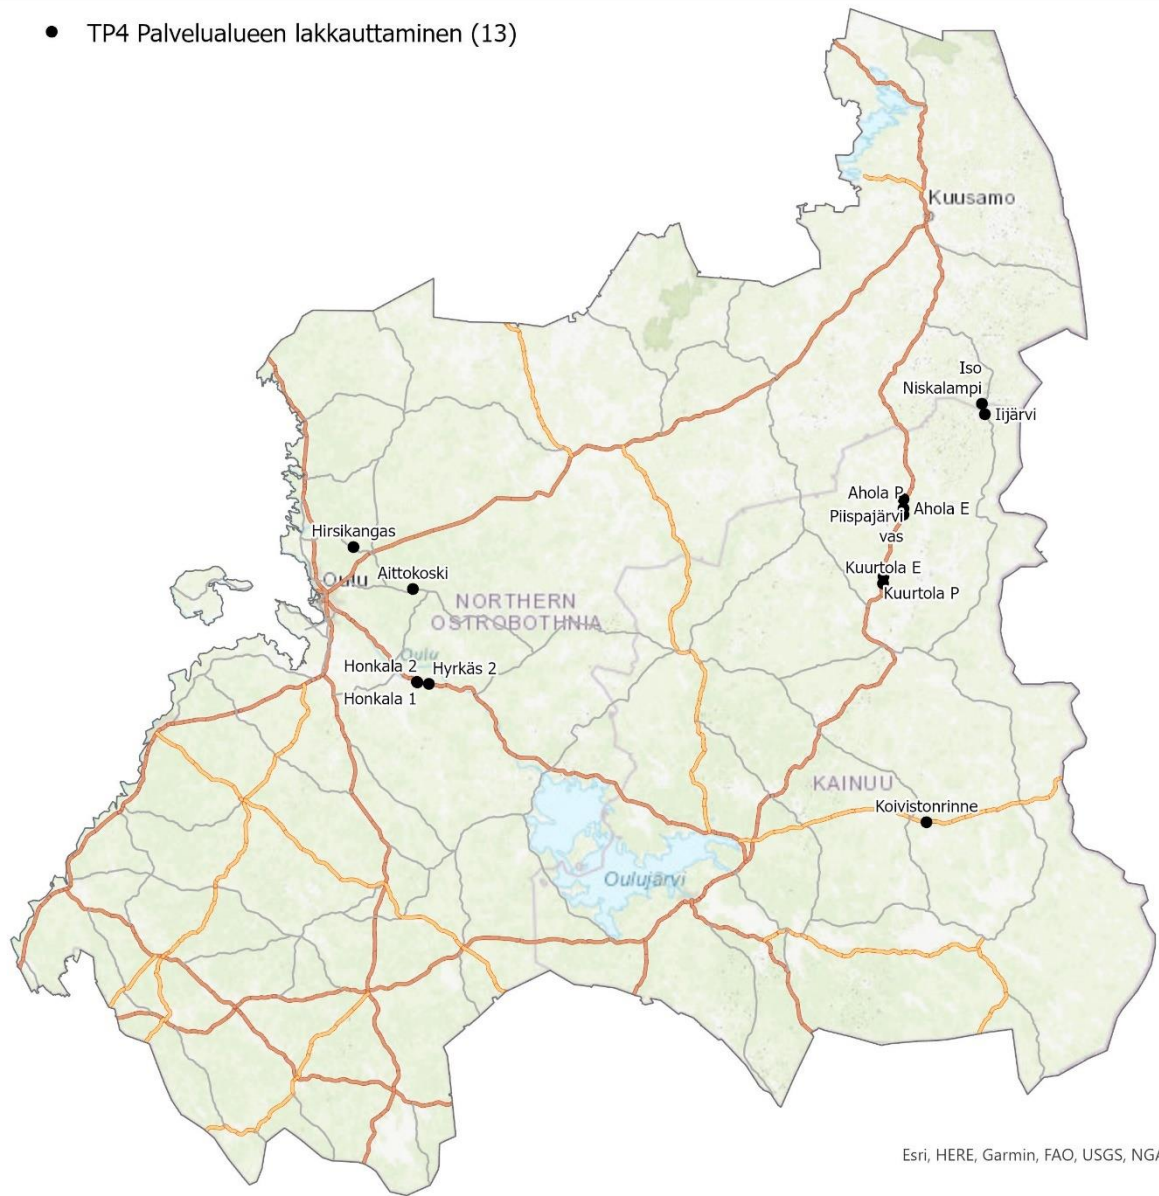 TP4 Palvelualueen lakkauttaminen (13)
Kuusamo
Iso
Niskalampi
Iijärvi
Ahola P
Ahola E
Piispajärvi
vas
Hirsikangas
Kuurtola E
Kuurtola P
Oulu
Aittokoski
NORTHERN
OSTROBOTHNIA
Oulu
Honkala 2
Hyrkäs 2
Honkala 1
KAINUU
Koivistonrinne
Oulujärvi
Esri, HERE, Garmin, FAO, USGS, NGA